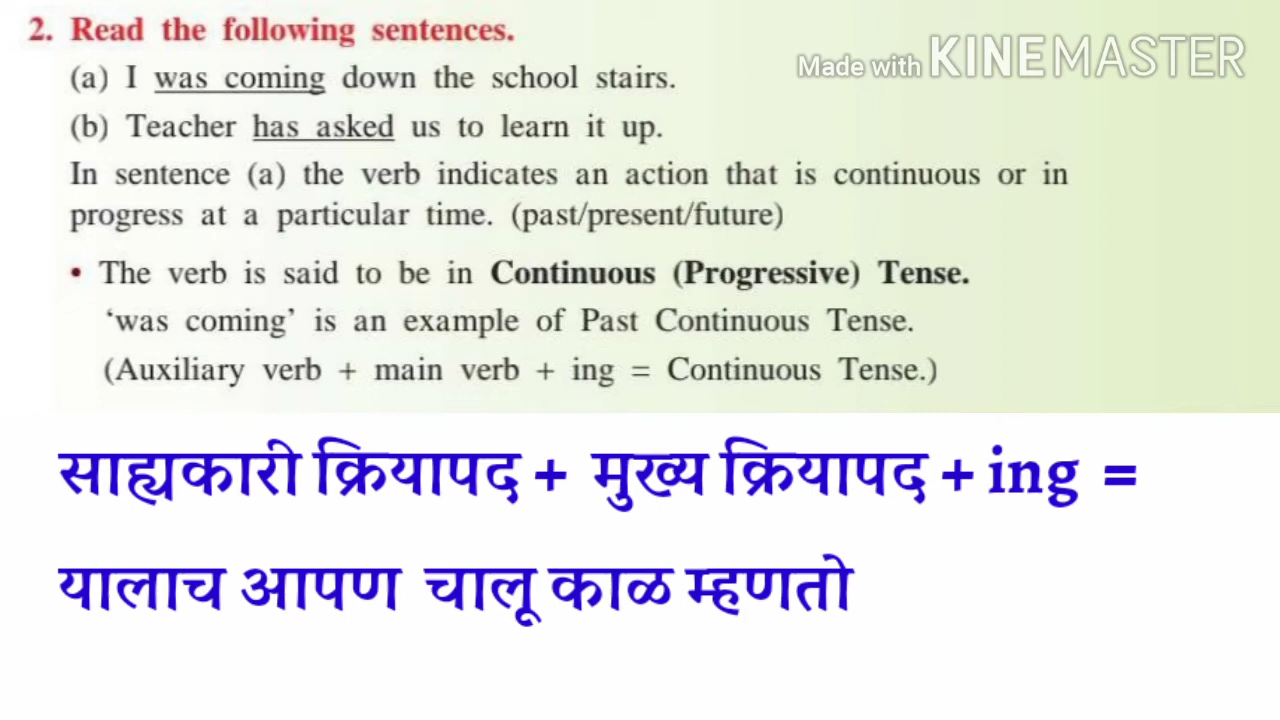 2. Read the following sentences.
Made with KINEMASTER
(a) I was coming down the school stairs.
(b) Teacher has asked us to learn it up.
In sentence (a) the verb indicates an action that is continuous or in
progress at a particular time. (past/present/future)
• The verb is said to be in Continuous (Progressive) Tense.
‘was coming’ is an example of Past Continuous Tense.
(Auxiliary verb + main verb + ing = Continuous Tense.)
साह्यकारी क्रियापद + मुख्य क्रियापद + ing =
यालाच आपण चालू काळ म्हणतो